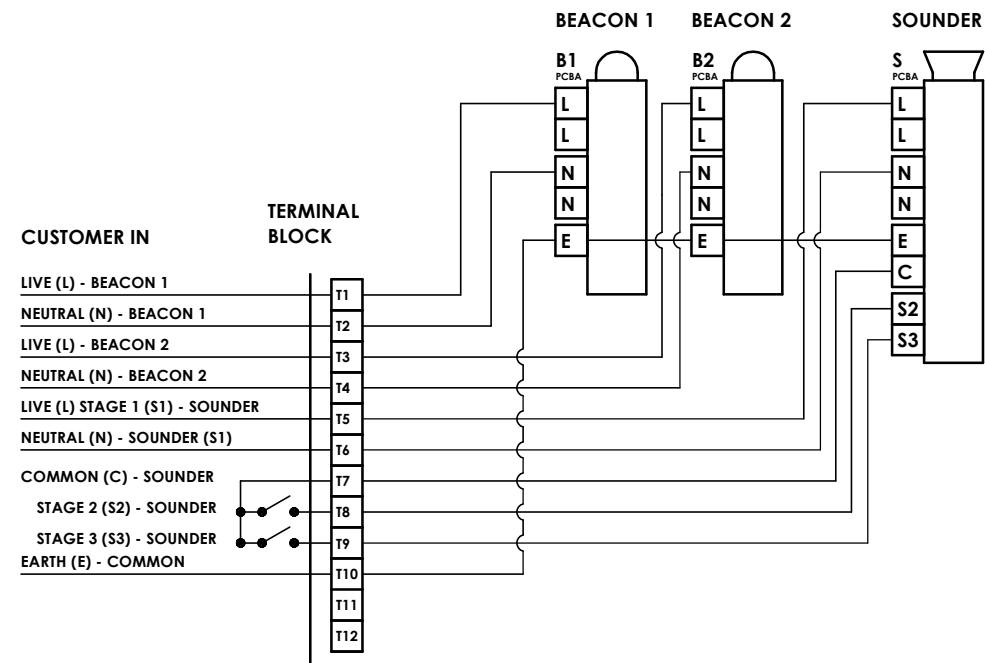 BEACON 1
BEACON 2
SOUNDER
B1
PCBA
L
L
N
N
E
B2
PCBA
L
L
N
N
E
S
PCBA
L
L
N
N
E
C
S2
S3
CUSTOMER IN
TERMINAL
BLOCK
LIVE (L) - BEACON 1
T1
NEUTRAL (N) - BEACON 1
T2
LIVE (L) - BEACON 2
T3
NEUTRAL (N) - BEACON 2
T4
LIVE (L) STAGE 1 (S1) - SOUNDER
T5
NEUTRAL (N) - SOUNDER (S1)
T6
COMMON (C) - SOUNDER
T7
STAGE 2 (S2) - SOUNDER
T8
STAGE 3 (S3) - SOUNDER
T9
EARTH (E) - COMMON
T10
T11
T12